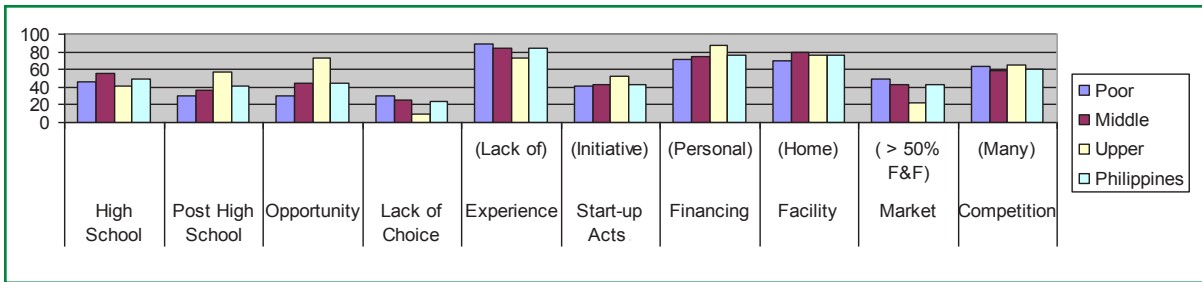 100
80
60
40
20
0
(Lack of) (Initiative) (Personal) (Home) ( > 50% F&F) (Many)
High School
Post High School
Opportunity
Lack of Choice
Experience
Start-up Acts
Financing
Facility
Market
Competition
Poor
Middle
Upper
Philippines